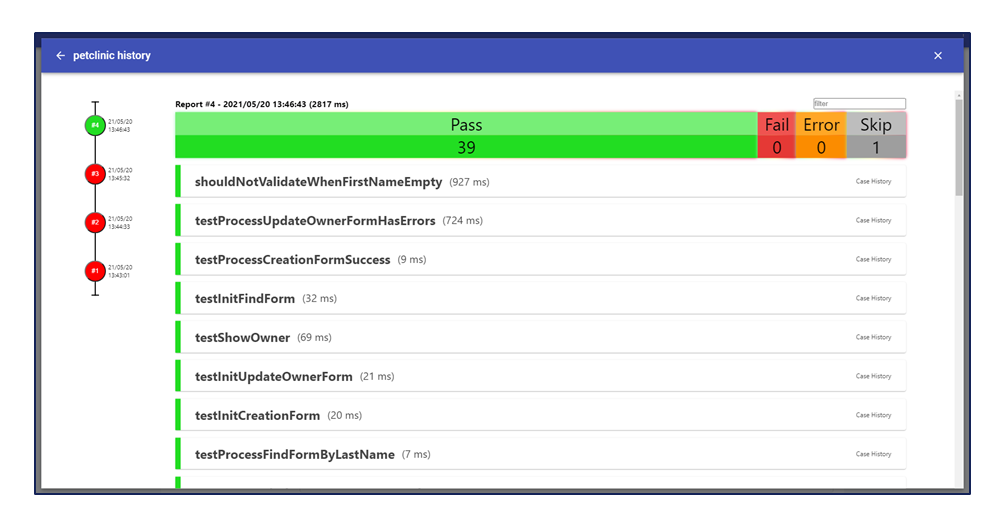 ← petclinic history ✕
#4 21/05/20
13:46:43
#3 21/05/20
13:45:32
#2 21/05/20
13:44:33
#1 21/05/20
13:43:01
Report #4 - 2021/05/20 13:46:43 (2817 ms)
filter
Pass Fail Error Skip
39 0 0 1
shouldNotValidateWhenFirstNameEmpty (927 ms) Case History
testProcessUpdateOwnerFormHasErrors (724 ms) Case History
testProcessCreationFormSuccess (9 ms) Case History
testInitFindForm (32 ms) Case History
testShowOwner (69 ms) Case History
testInitUpdateOwnerForm (21 ms) Case History
testInitCreationForm (20 ms) Case History
testProcessFindFormByLastName (7 ms) Case History